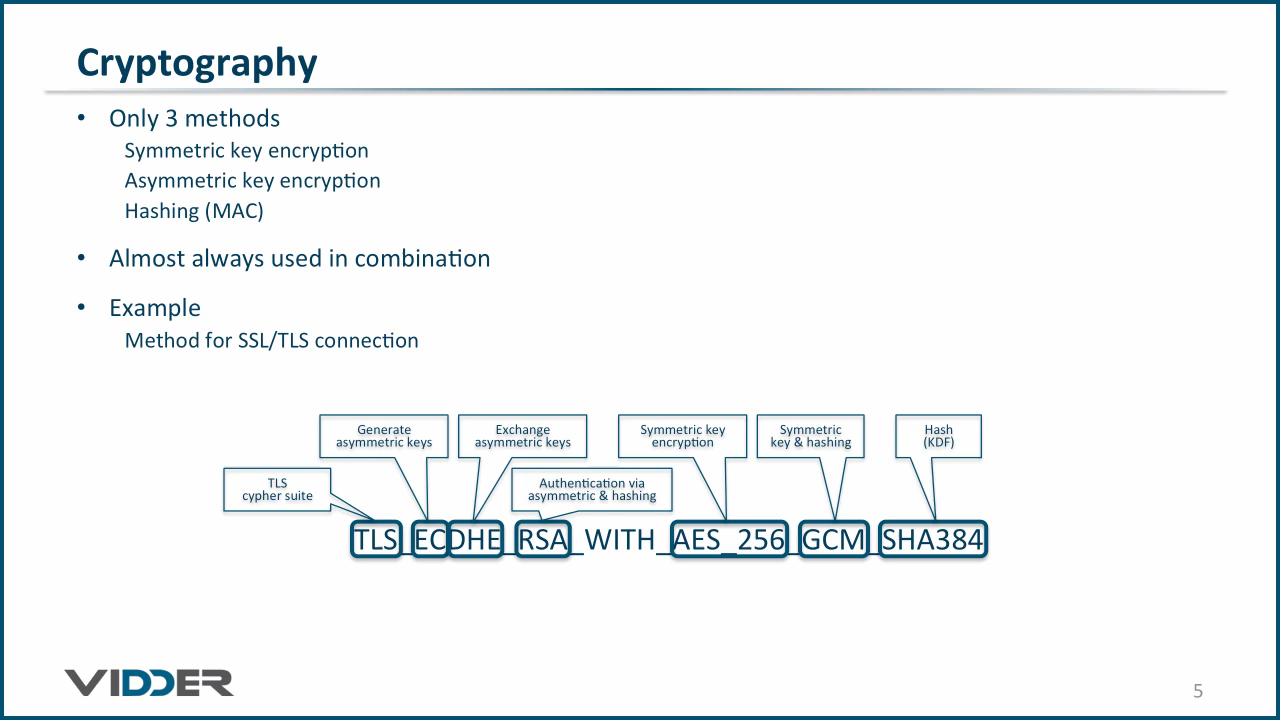 Cryptography
• Only 3 methods
Symmetric key encryption
Asymmetric key encryption
Hashing (MAC)
• Almost always used in combination
• Example
Method for SSL/TLS connection
Generate
asymmetric keys
Exchange
asymmetric keys
Symmetric key
encryption
Symmetric
key & hashing
Hash
(KDF)
TLS
cypher suite
Authentication via
asymmetric & hashing
TLS_ECDHE_RSA_WITH_AES_256_GCM_SHA384
VIDDER
5